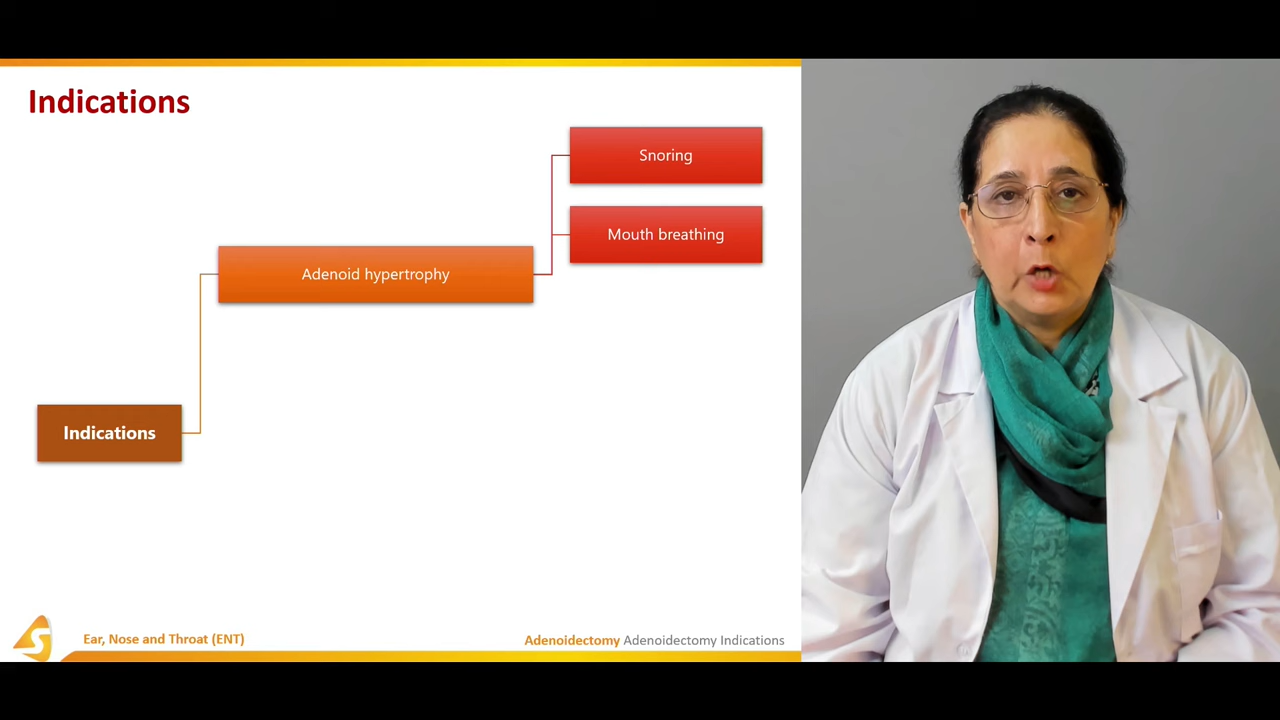 Indications
Snoring
Mouth breathing
Adenoid hypertrophy
Indications
Ear, Nose and Throat (ENT)
Adenoidectomy Adenoidectomy Indications